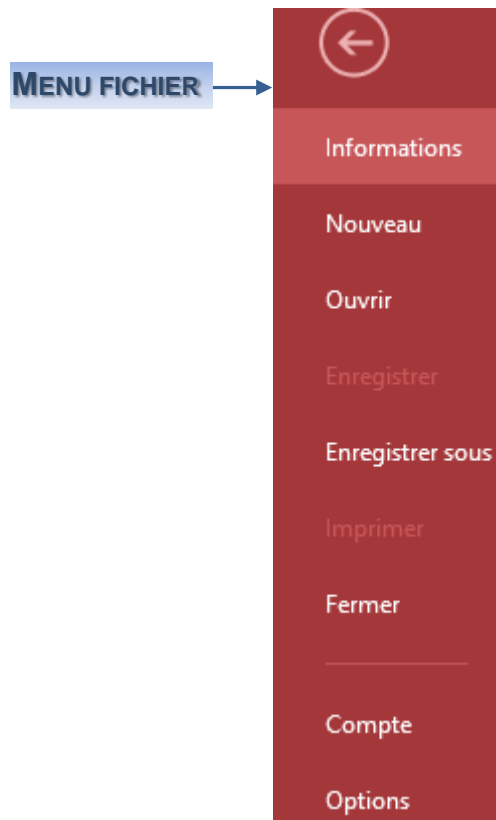 MENU FICHIER
Informations
Nouveau
Ouvrir
Enregistrer
Enregistrer sous
Imprimer
Fermer
Compte
Options